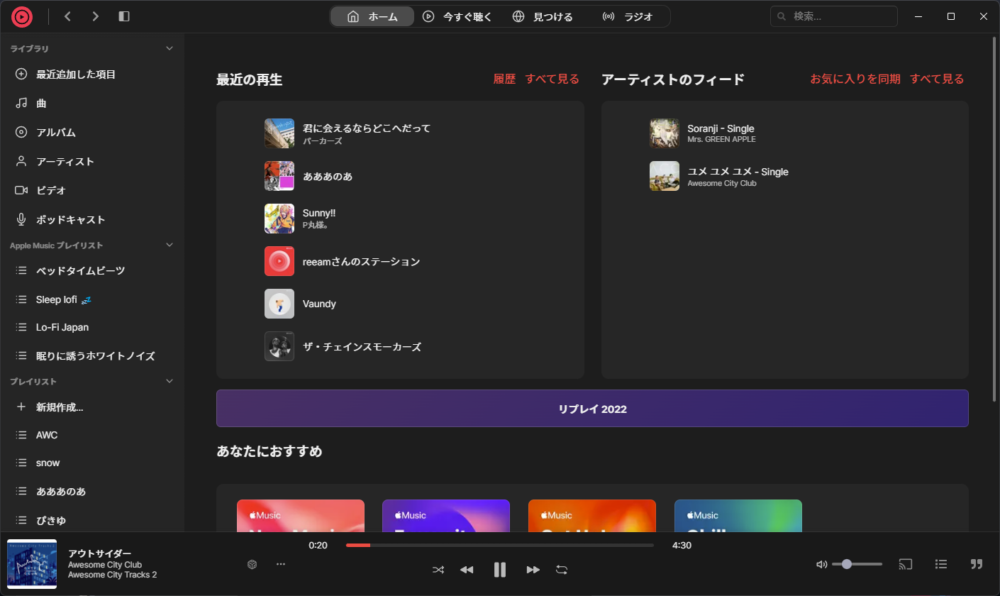 ホーム
今すぐ聴く
見つける
ラジオ
検索...
ライブラリ
最近追加した項目
曲
アルバム
アーティスト
ビデオ
ポッドキャスト
Apple Music プレイリスト
ベッドタイムビーツ
Sleep lofi 💤
Lo-Fi Japan
眠りに誘うホワイトノイズ
プレイリスト
新規作成...
AWC
snow
あああのあ
ぴきゆ
最近の再生
履歴 すべて見る
君に会えるならどこへだって
パーカーズ
あああのあ
Sunny!!
P丸様。
reeamさんのステーション
Vaundy
ザ・チェインスモーカーズ
アーティストのフィード
お気に入りを同期 すべて見る
Soranji - Single
Mrs. GREEN APPLE
ユメ ユメ ユメ - Single
Awesome City Club
リプレイ 2022
あなたにおすすめ
Music
Music
Music
Music
アウトサイダー
Awesome City Club
Awesome City Tracks 2
0:20
4:30